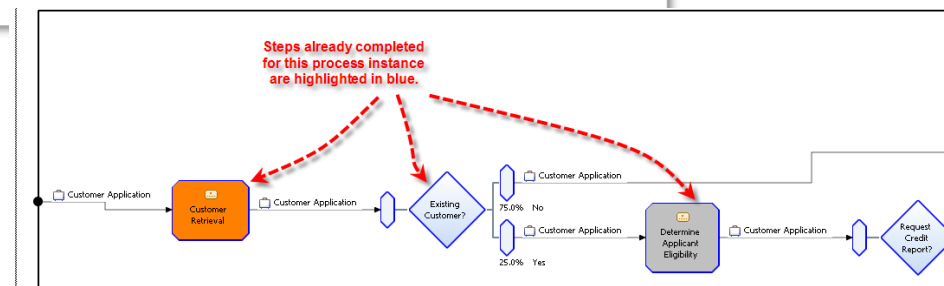 Steps already completed
for this process instance
are highlighted in blue.
Customer Application
Customer
Retrieval
Customer Application
Existing
Customer?
Customer Application
75.0% No
Customer Application
25.0% Yes
Determine
Applicant
Eligibility
Customer Application
Request
Credit
Report?